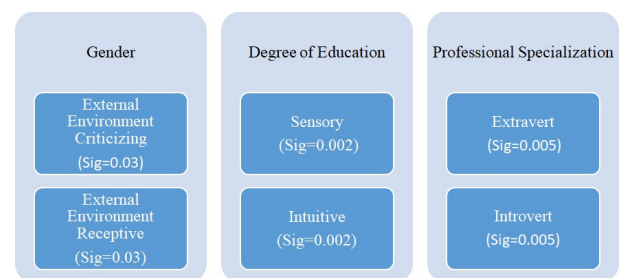 Gender
External
Environment
Criticizing
(Sig=0.03)
External
Environment
Receptive
(Sig=0.03)
Degree of Education
Sensory
(Sig=0.002)
Intuitive
(Sig=0.002)
Professional Specialization
Extravert
(Sig=0.005)
Introvert
(Sig=0.005)